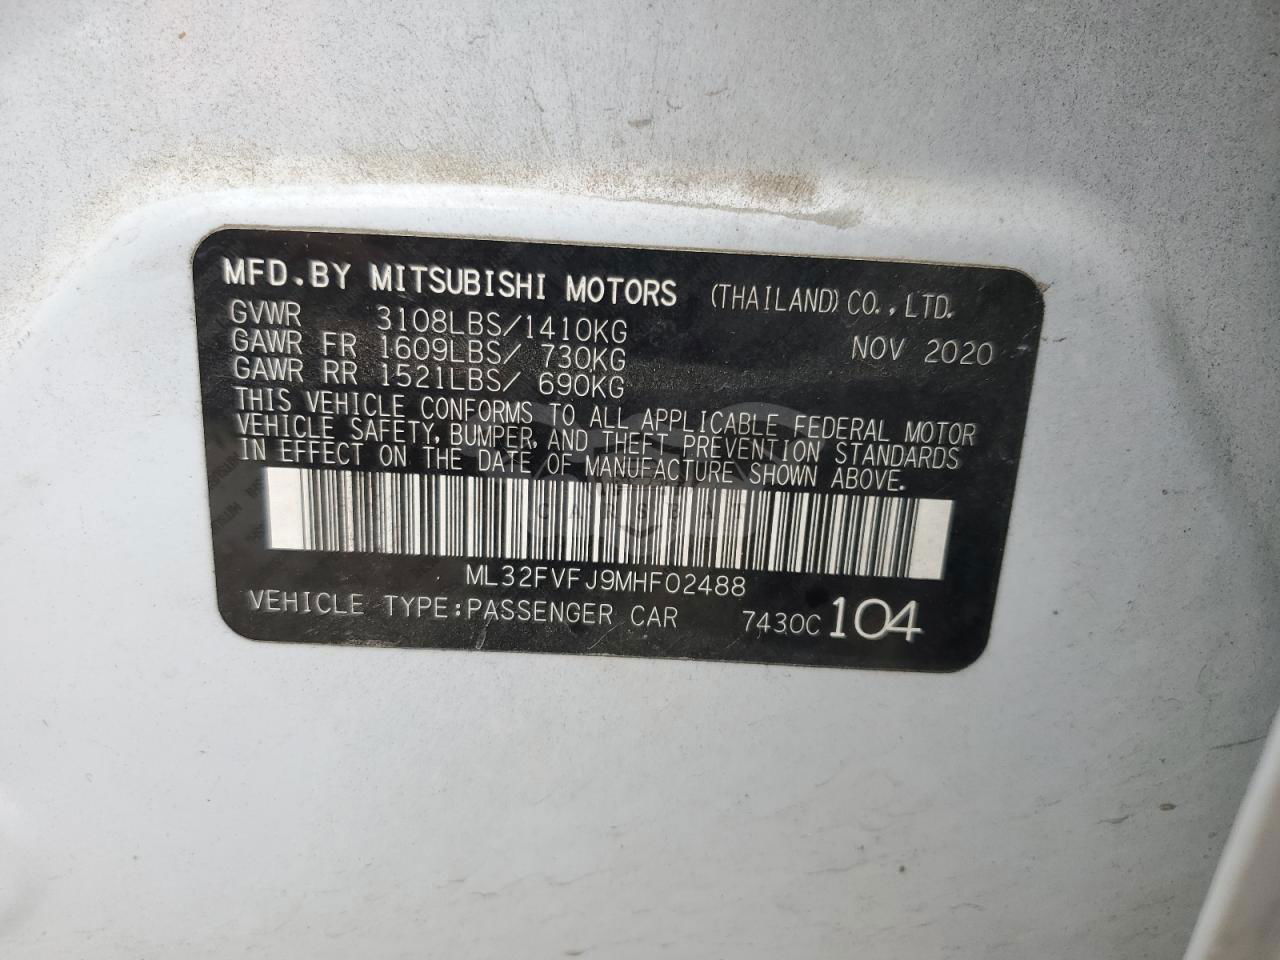 MFD.BY MITSUBISHI MOTORS (THAILAND) CO.,LTD.
GVWR 3108LBS/1410KG
NOV 2020
GAWR FR 1609LBS/ 730KG
GAWR RR 1521LBS/ 690KG
THIS VEHICLE CONFORMS TO ALL APPLICABLE FEDERAL MOTOR
VEHICLE SAFETY, BUMPER, AND THEFT PREVENTION STANDARDS
IN EFFECT ON THE DATE OF MANUFACTURE SHOWN ABOVE.
ML32FVFJ9MHF02488
VEHICLE TYPE:PASSENGER CAR 7430C 104